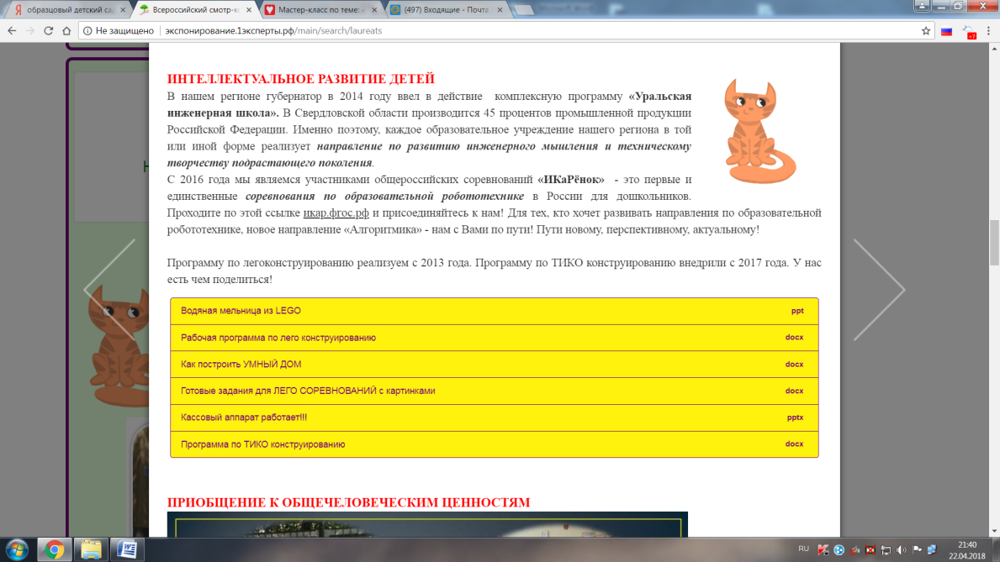 образцовый детский са
Всероссийский смотр-к
Мастер-класс по теме:
(497) Входящие - Почта
Не защищено
экспонирование.1эксперты.рф/main/search/laureats
+7
ИНТЕЛЛЕКТУАЛЬНОЕ РАЗВИТИЕ ДЕТЕЙ
В нашем регионе губернатор в 2014 году ввел в действие комплексную программу «Уральская
инженерная школа». В Свердловской области производится 45 процентов промышленной продукции
Российской Федерации. Именно поэтому, каждое образовательное учреждение нашего региона в той
или иной форме реализует направление по развитию инженерного мышления и техническому
творчеству подрастающего поколения.
С 2016 года мы являемся участниками общероссийских соревнований «ИКаРёнок» - это первые и
единственные соревнования по образовательной робототехнике в России для дошкольников.
Проходите по этой ссылке икар.фгос.рф и присоединяйтесь к нам! Для тех, кто хочет развивать направления по образовательной
робототехнике, новое направление «Алгоритмика» - нам с Вами по пути! Пути новому, перспективному, актуальному!
Программу по легоконструированию реализуем с 2013 года. Программу по ТИКО конструированию внедрили с 2017 года. У нас
есть чем поделиться!
Водяная мельница из LEGO ppt
Рабочая программа по лего конструированию docx
Как построить УМНЫЙ ДОМ docx
Готовые задания для ЛЕГО СОРЕВНОВАНИЙ с картинками docx
Кассовый аппарат работает!!! pptx
Программа по ТИКО конструированию docx
ПРИОБЩЕНИЕ К ОБЩЕЧЕЛОВЕЧЕСКИМ ЦЕННОСТЯМ
RU
21:40
22.04.2018